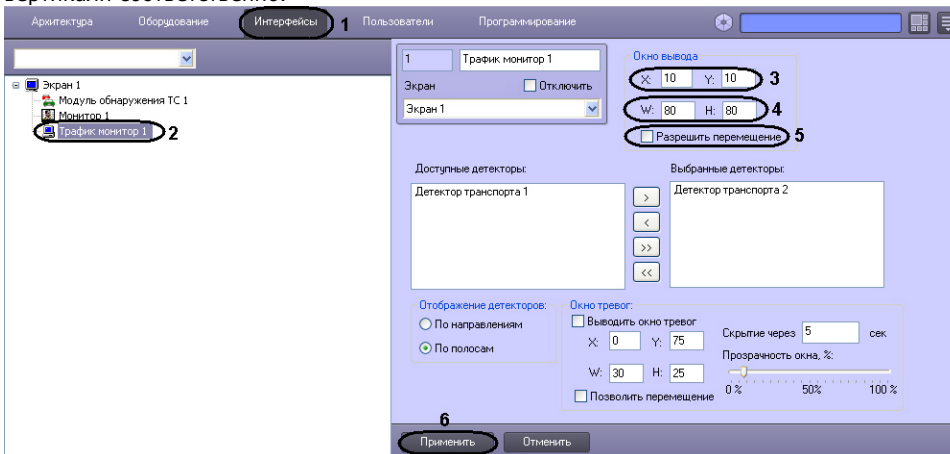 вертикали соответственно.
Архитектура Оборудование Интерфейсы 1 Пользователи Программирование
Экран 1
Модуль обнаружения ТС 1
Монитор 1
Трафик монитор 1 2
1 Трафик монитор 1
Экран Отключить
Экран 1
Окно вывода
X: 10 Y: 10 3
W: 80 H: 80 4
Разрешить перемещение 5
Доступные детекторы: Выбранные детекторы:
Детектор транспорта 1 > Детектор транспорта 2
<
>>
<<
Отображение детекторов:
По направлениям
По полосам
Окно тревог:
Выводить окно тревог
X: 0 Y: 75
W: 30 H: 25
Позволить перемещение
Скрытие через 5 сек
Прозрачность окна, %:
0 % 50% 100 %
6
Применить Отменить